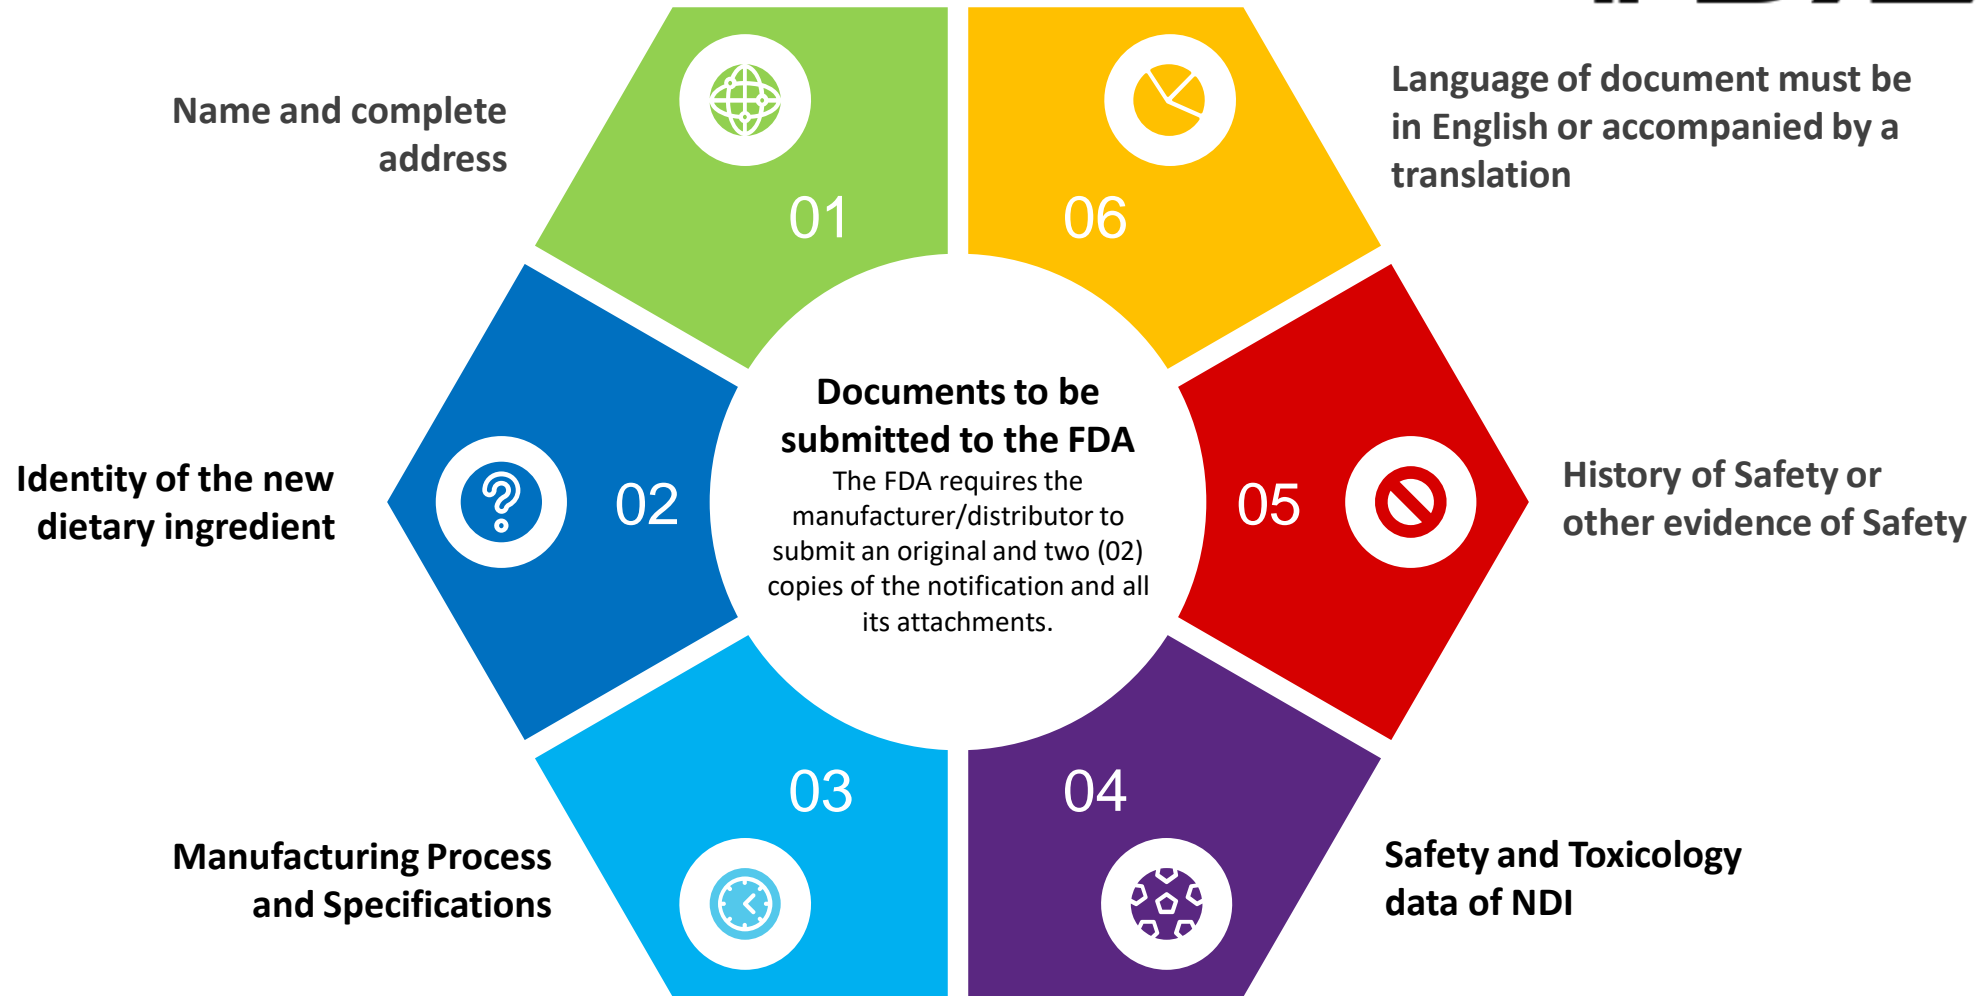 Name and complete
address
01
06
Language of document must be
in English or accompanied by a
translation
Identity of the new
dietary ingredient
02
Documents to be
submitted to the FDA
The FDA requires the
manufacturer/distributor to
submit an original and two (02)
copies of the notification and all
its attachments.
05
History of Safety or
other evidence of Safety
Manufacturing Process
and Specifications
03
04
Safety and Toxicology
data of NDI